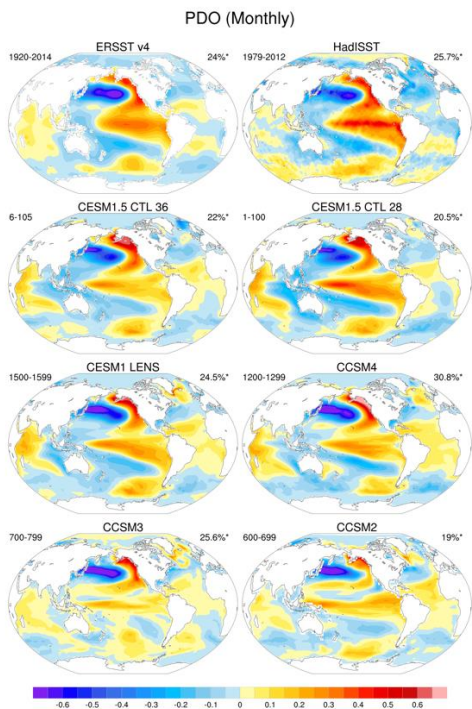 PDO (Monthly)
ERSST v4
1920-2014
24%*
HadISST
1979-2012
25.7%*
CESM1.5 CTL 36
6-105
22%*
CESM1.5 CTL 28
1-100
20.5%*
CESM1 LENS
1500-1599
24.5%*
CCSM4
1200-1299
30.8%*
CCSM3
700-799
25.6%*
CCSM2
600-699
19%*
-0.6 -0.5 -0.4 -0.3 -0.2 -0.1 0 0.1 0.2 0.3 0.4 0.5 0.6